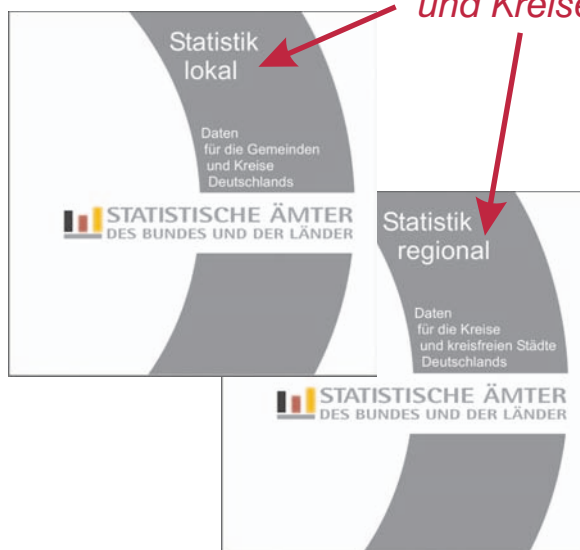 und Kreise
Statistik
lokal
Daten
für die Gemeinden
und Kreise
Deutschlands
STATISTISCHE ÄMTER
DES BUNDES UND DER LÄNDER
Statistik
regional
Daten
für die Kreise
und kreisfreien Städte
Deutschlands
STATISTISCHE ÄMTER
DES BUNDES UND DER LÄNDER